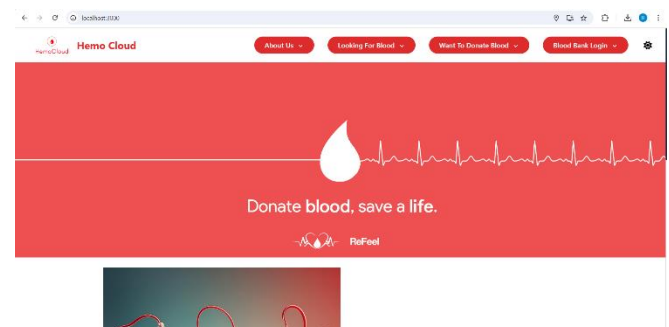 localhost:3000
HemoCloud
Hemo Cloud
About Us
Looking For Blood
Want To Donate Blood
Blood Bank Login
Donate blood, save a life.
ReFeel